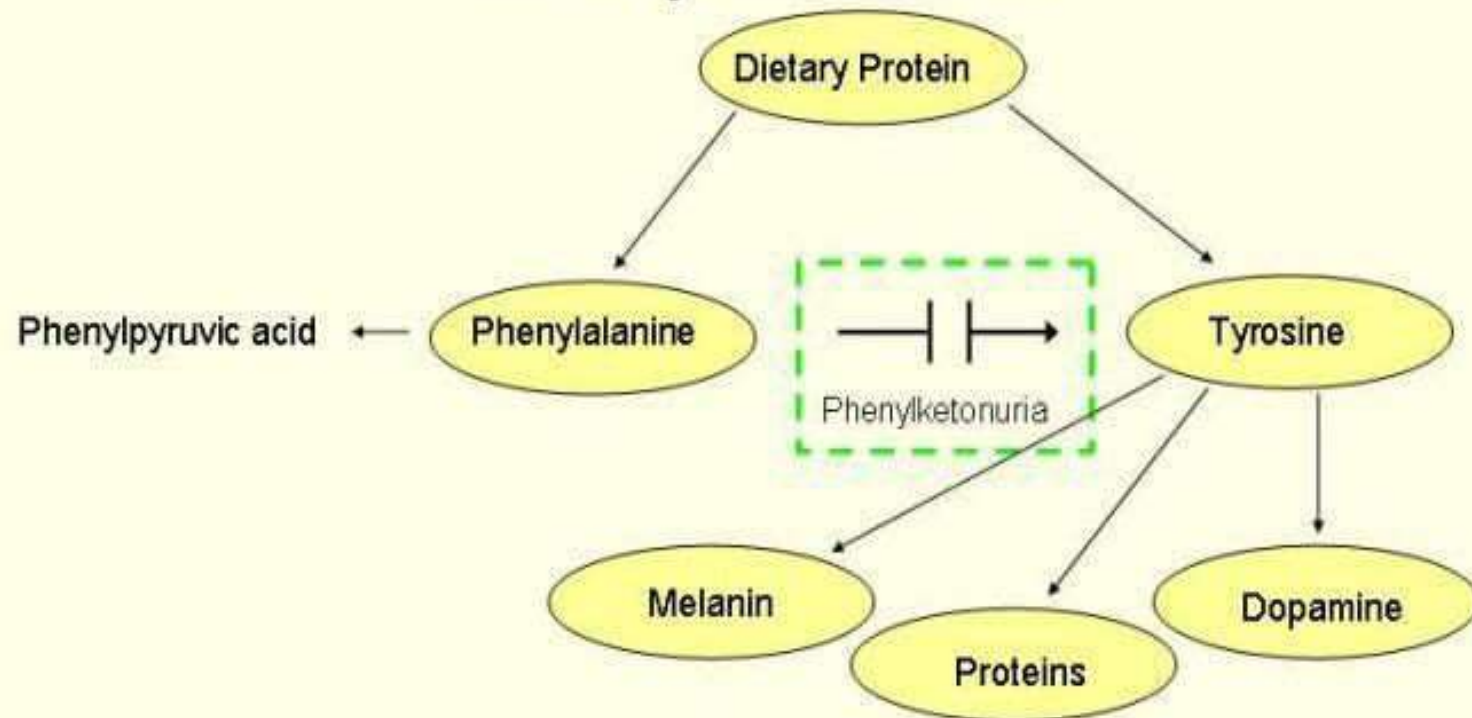 Dietary Protein
Phenylpyruvic acid
Phenylalanine
Tyrosine
Phenylketonuria
Melanin
Dopamine
Proteins